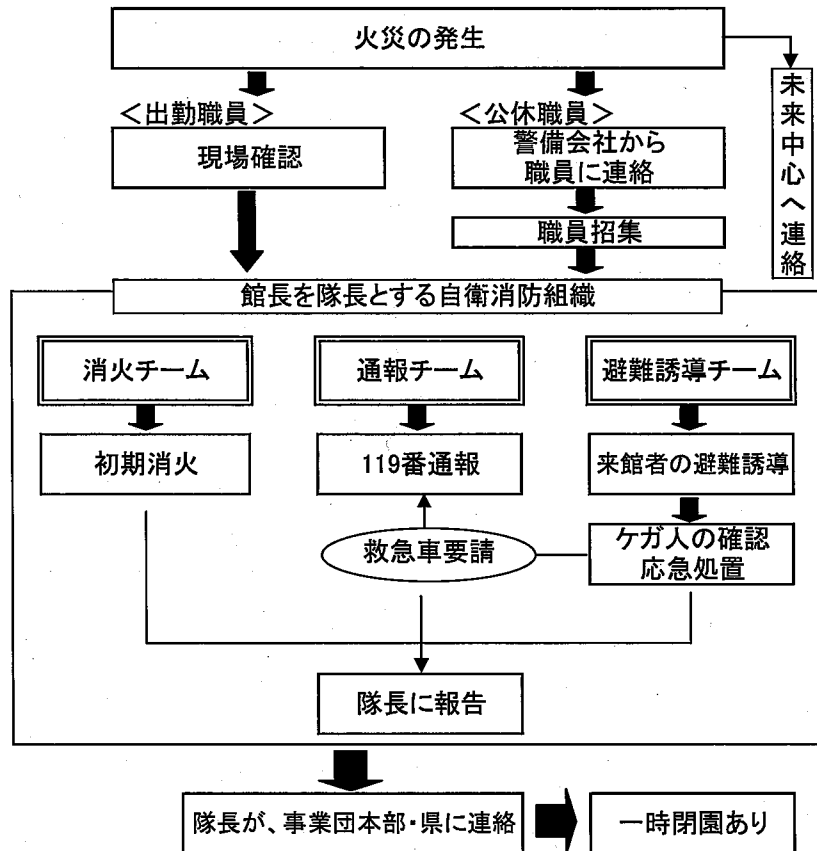 火災の発生
未来中心へ連絡
＜出勤職員＞
現場確認
＜公休職員＞
警備会社から
職員に連絡
職員招集
館長を隊長とする自衛消防組織
消火チーム
通報チーム
避難誘導チーム
初期消火
119番通報
来館者の避難誘導
救急車要請
ケガ人の確認
応急処置
隊長に報告
隊長が、事業団本部・県に連絡
一時閉園あり